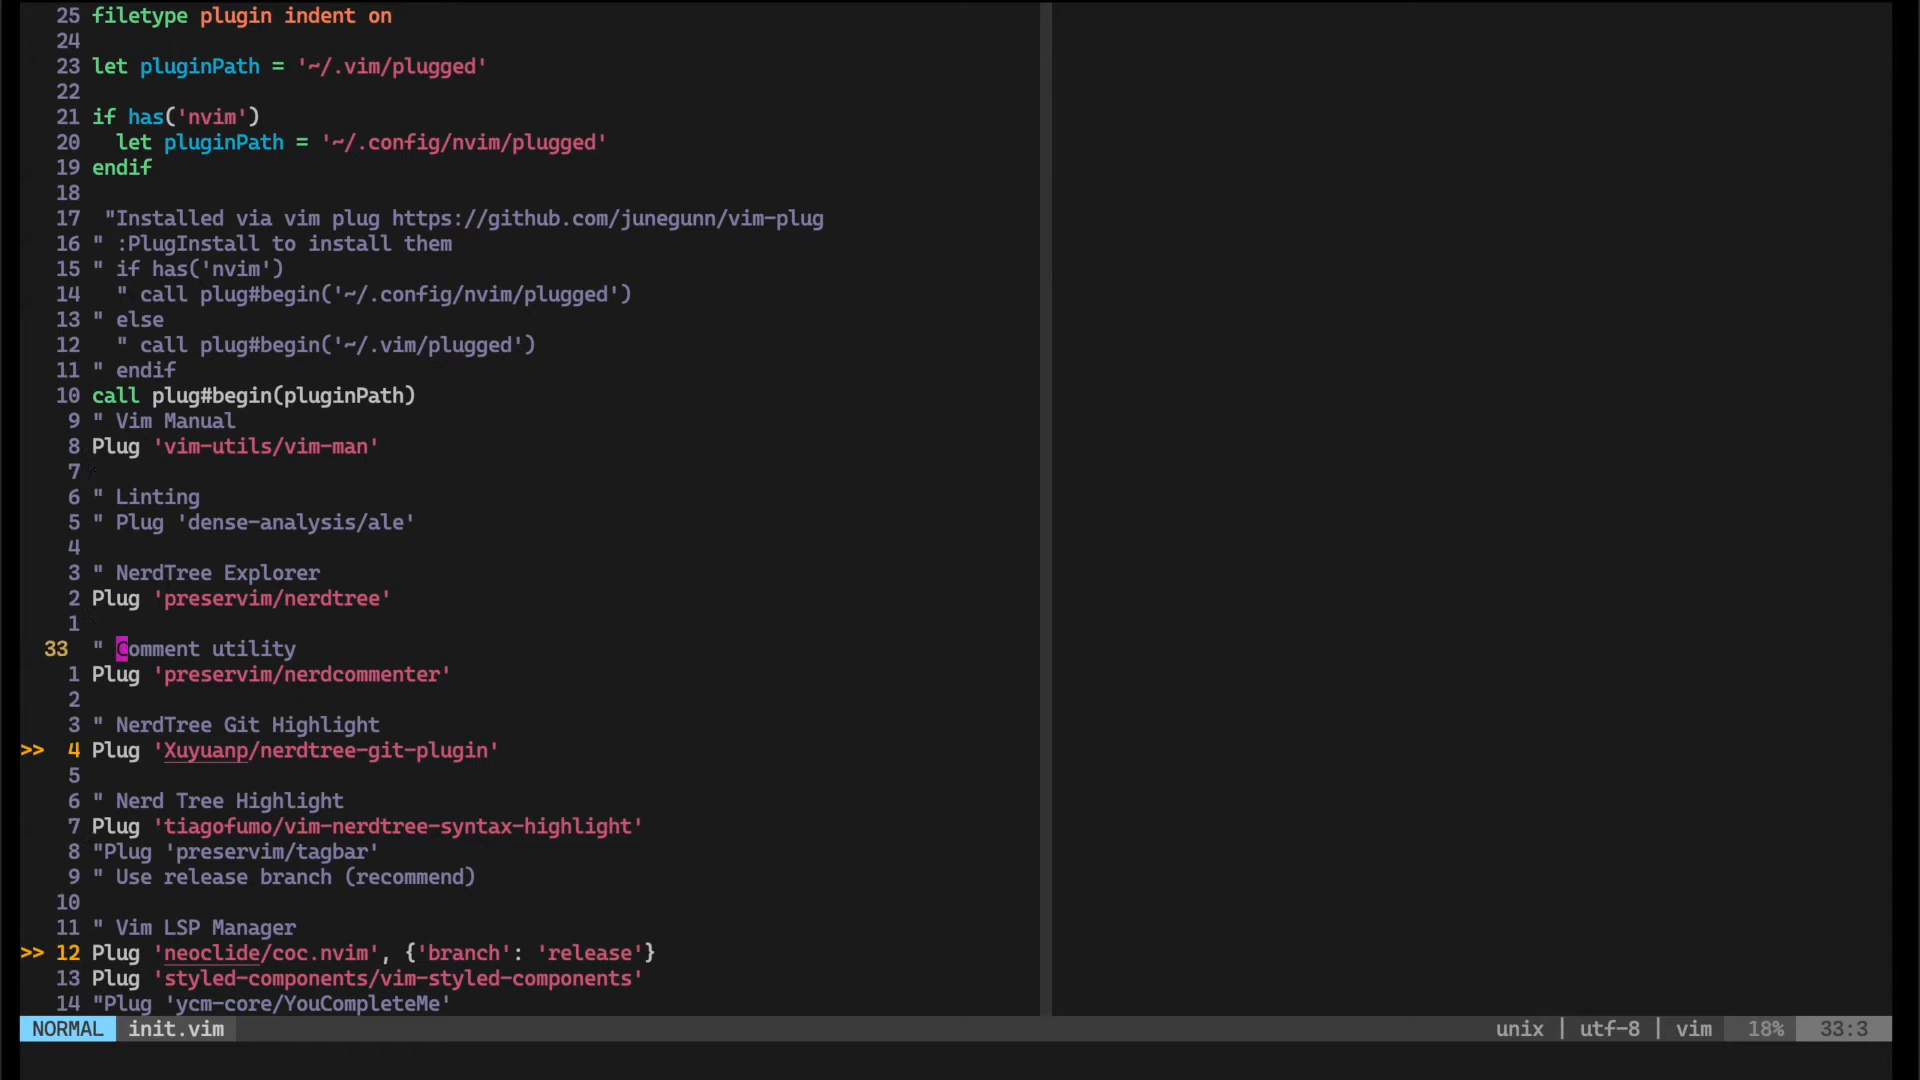 25 filetype plugin indent on
24
23 let pluginPath = '~/.vim/plugged'
22
21 if has('nvim')
20   let pluginPath = '~/.config/nvim/plugged'
19 endif
18
17  "Installed via vim plug https://github.com/junegunn/vim-plug
16 " :PlugInstall to install them
15 " if has('nvim')
14   " call plug#begin('~/.config/nvim/plugged')
13 " else
12   " call plug#begin('~/.vim/plugged')
11 " endif
10 call plug#begin(pluginPath)
9 " Vim Manual
8 Plug 'vim-utils/vim-man'
7
6 " Linting
5 " Plug 'dense-analysis/ale'
4
3 " NerdTree Explorer
2 Plug 'preservim/nerdtree'
1
33 " Comment utility
1 Plug 'preservim/nerdcommenter'
2
3 " NerdTree Git Highlight
>> 4 Plug 'Xuyuanp/nerdtree-git-plugin'
5
6 " Nerd Tree Highlight
7 Plug 'tiagofumo/vim-nerdtree-syntax-highlight'
8 "Plug 'preservim/tagbar'
9 " Use release branch (recommend)
10
11 " Vim LSP Manager
>> 12 Plug 'neoclide/coc.nvim', {'branch': 'release'}
13 Plug 'styled-components/vim-styled-components'
14 "Plug 'ycm-core/YouCompleteMe'
NORMAL init.vim unix | utf-8 | vim 18% 33:3